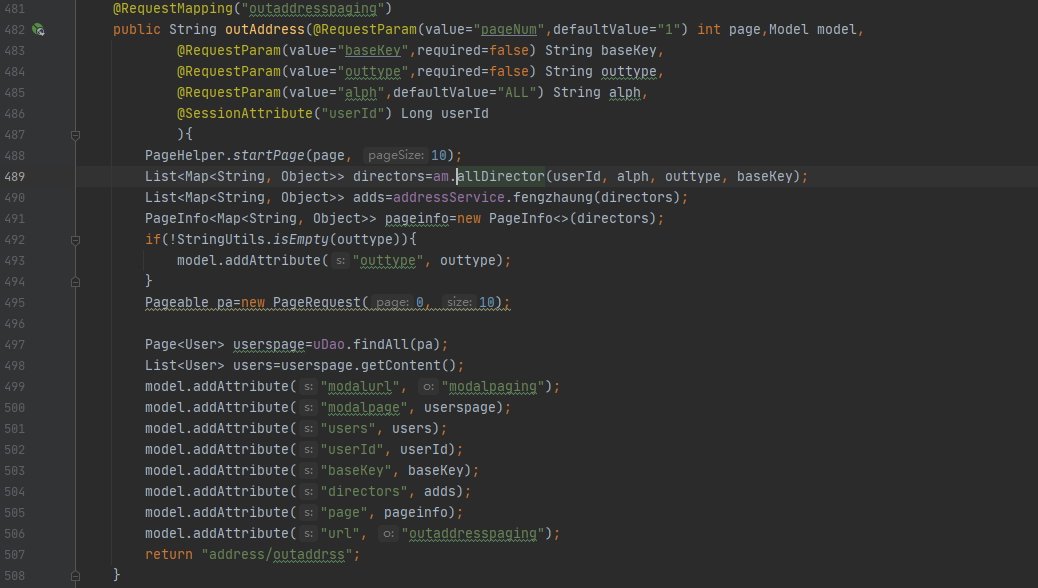 481 @RequestMapping("outaddresspaging")
482 public String outAddress(@RequestParam(value="pageNum",defaultValue="1") int page,Model model,
483 @RequestParam(value="baseKey",required=false) String baseKey,
484 @RequestParam(value="outtype",required=false) String outtype,
485 @RequestParam(value="alph",defaultValue="ALL") String alph,
486 @SessionAttribute("userId") Long userId
487 ){
488 PageHelper.startPage(page, pageSize: 10);
489 List<Map<String, Object>> directors=am.allDirector(userId, alph, outtype, baseKey);
490 List<Map<String, Object>> adds=addressService.fengzhaung(directors);
491 PageInfo<Map<String, Object>> pageinfo=new PageInfo<>(directors);
492 if(!StringUtils.isEmpty(outtype)){
493 model.addAttribute( s: "outtype", outtype);
494 }
495 Pageable pa=new PageRequest( page: 0, size: 10);
496
497 Page<User> userspage=uDao.findAll(pa);
498 List<User> users=userspage.getContent();
499 model.addAttribute( s: "modalurl", o: "modalpaging");
500 model.addAttribute( s: "modalpage", userspage);
501 model.addAttribute( s: "users", users);
502 model.addAttribute( s: "userId", userId);
503 model.addAttribute( s: "baseKey", baseKey);
504 model.addAttribute( s: "directors", adds);
505 model.addAttribute( s: "page", pageinfo);
506 model.addAttribute( s: "url", o: "outaddresspaging");
507 return "address/outaddrss";
508 }